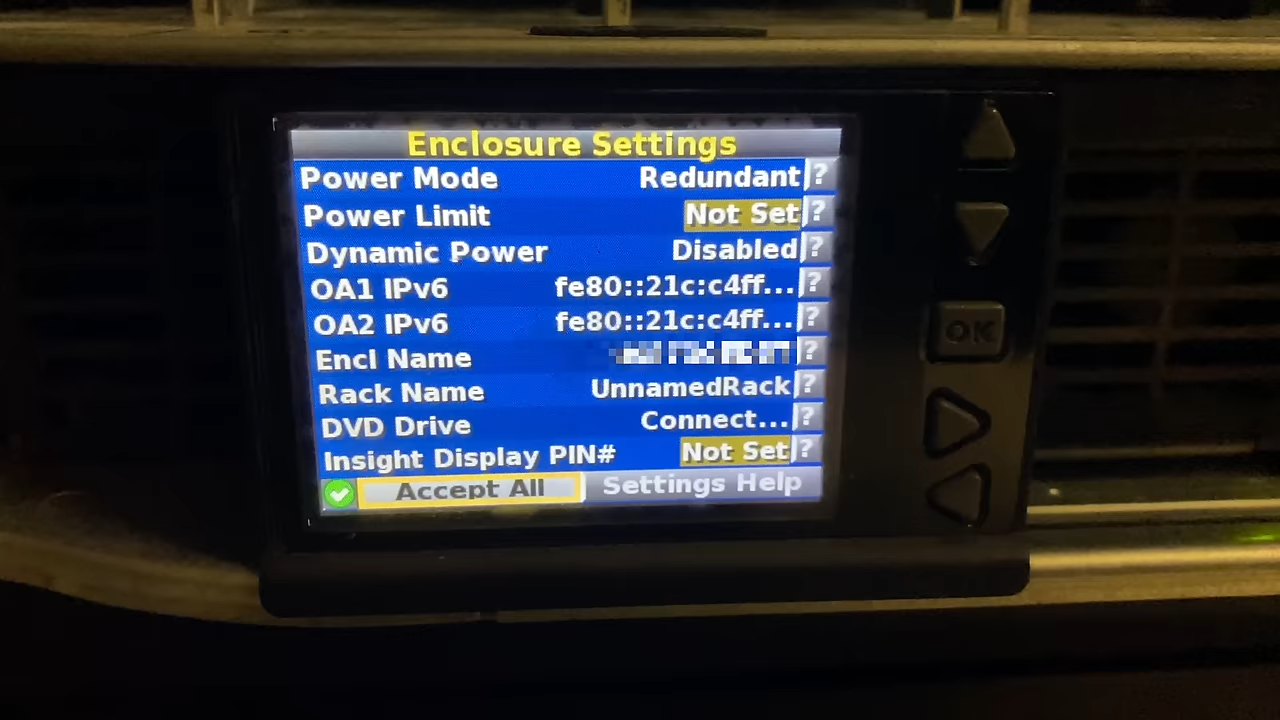 Enclosure Settings
Power Mode Redundant ?
Power Limit Not Set ?
Dynamic Power Disabled ?
OA1 IPv6 fe80::21c:c4ff... ?
OA2 IPv6 fe80::21c:c4ff... ?
Encl Name ?
Rack Name UnnamedRack ?
DVD Drive Connect... ?
Insight Display PIN# Not Set ?
Accept All Settings Help
OK